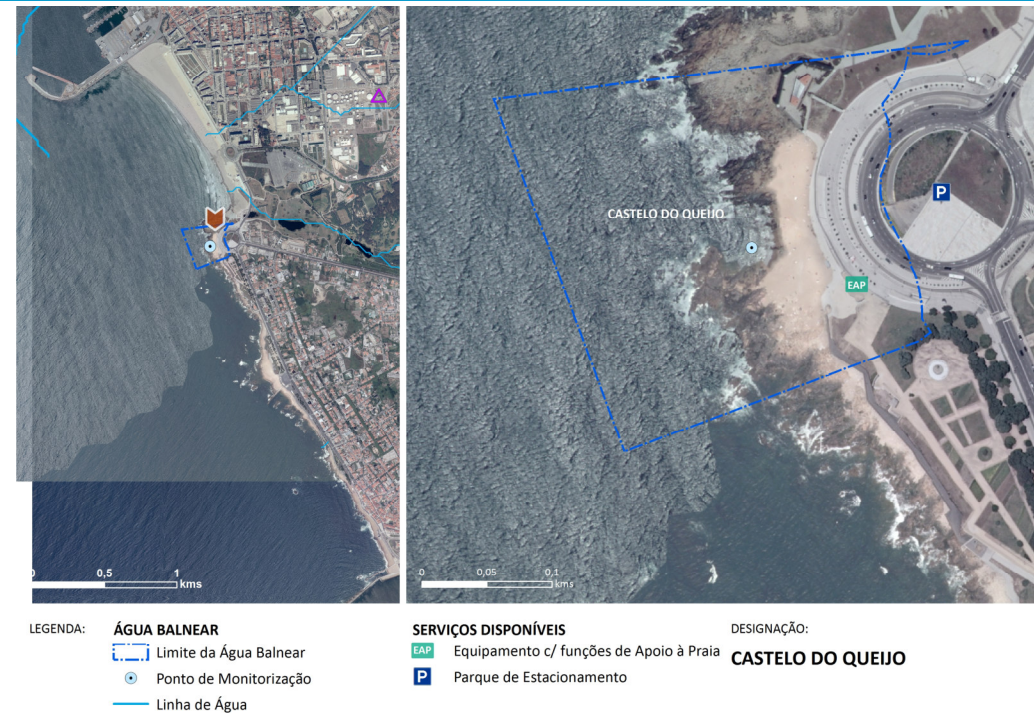 P
CASTELO DO QUEIJO
EAP
0 0,5 1
kms
0 0,05 0,1
kms
LEGENDA:
ÁGUA BALNEAR
Limite da Água Balnear
Ponto de Monitorização
Linha de Água
SERVIÇOS DISPONÍVEIS
EAP Equipamento c/ funções de Apoio à Praia
P Parque de Estacionamento
DESIGNAÇÃO:
CASTELO DO QUEIJO